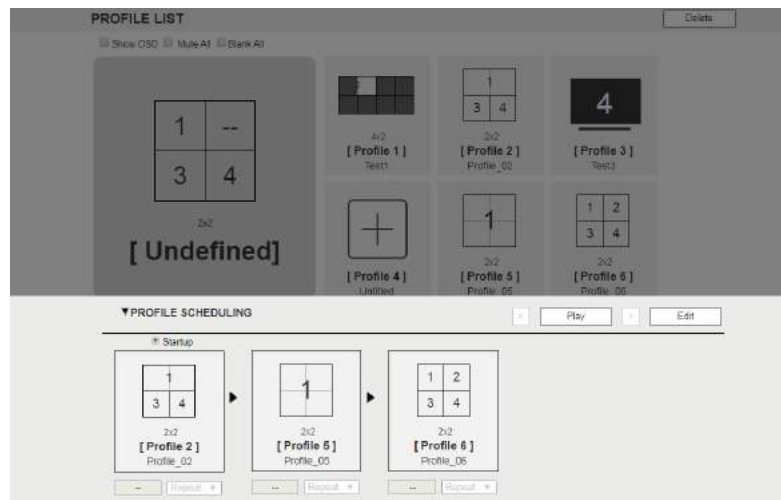 PROFILE LIST
Delete
Show OSD Mute All Blank All
1 --
3 4
2x2
[ Undefined]
4x2
[ Profile 1 ]
Test1
1
3 4
2x2
[ Profile 2 ]
Profile_02
4
[ Profile 3 ]
Test3
[ Profile 4 ]
Untitled
1
2x2
[ Profile 5 ]
Profile_05
1 2
3 4
2x2
[ Profile 6 ]
Profile_06
▼PROFILE SCHEDULING
< Play > Edit
Startup
1
3 4
2x2
[ Profile 2 ]
Profile_02
-- Repeat
1
2x2
[ Profile 5 ]
Profile_05
-- Repeat
1 2
3 4
2x2
[ Profile 6 ]
Profile_06
-- Repeat